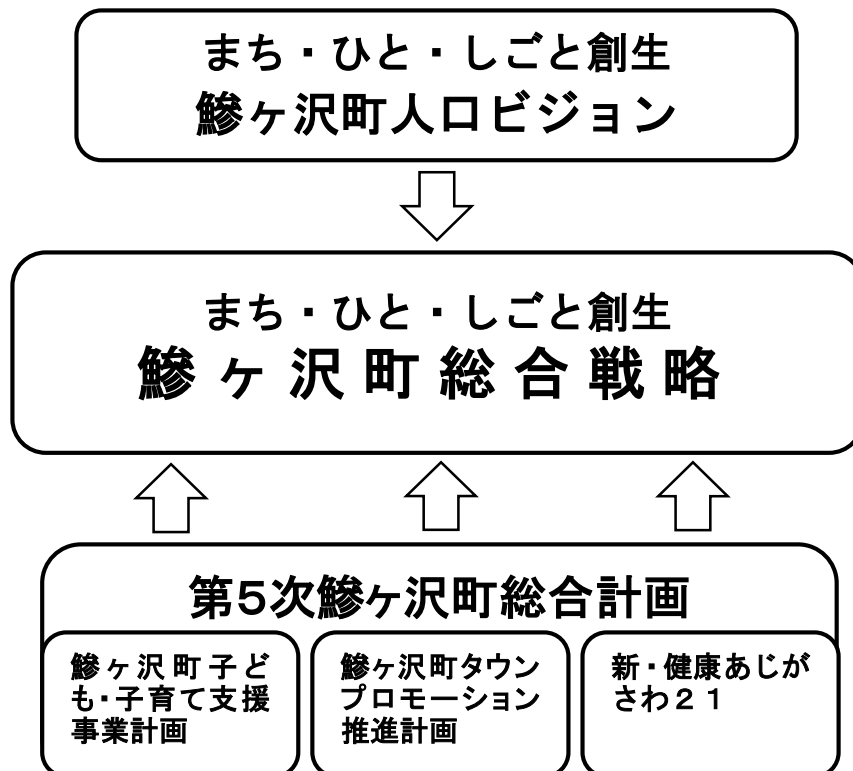 まち・ひと・しごと創生
鰺ヶ沢町人口ビジョン
まち・ひと・しごと創生
鰺ヶ沢町総合戦略
第５次鰺ヶ沢町総合計画
鰺ヶ沢町子ど
も・子育て支援
事業計画
鰺ヶ沢町タウン
プロモーション
推進計画
新・健康あじが
さわ２１